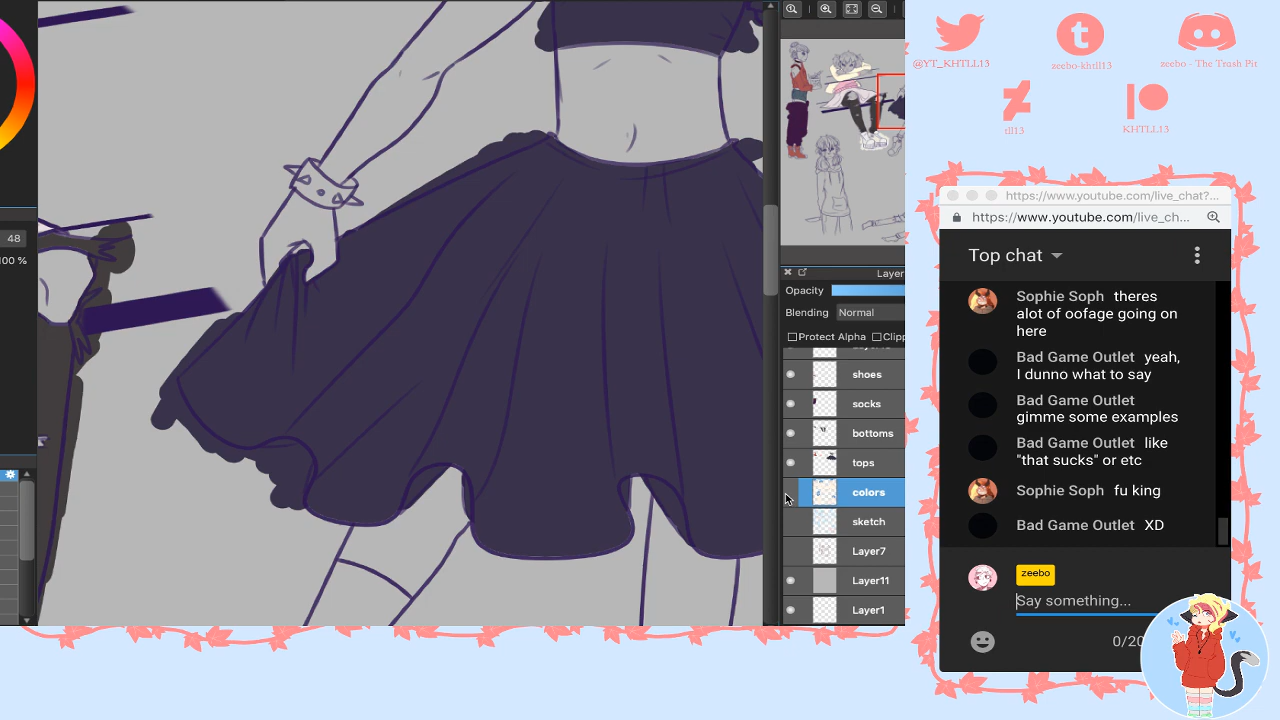 48
100 %
Layer
Opacity
Blending
Normal
Protect Alpha
Clipp
shoes
socks
bottoms
tops
colors
sketch
Layer7
Layer11
Layer1
@YT_KHTLL13
zeebo-khtll13
zeebo - The Trash Pit
tll13
KHTLL13
https://www.youtube.com/live_chat?...
https://www.youtube.com/live_ch...
Top chat
Sophie Soph theres
alot of oofage going on
here
Bad Game Outlet yeah,
I dunno what to say
Bad Game Outlet
gimme some examples
Bad Game Outlet like
"that sucks" or etc
Sophie Soph fu king
Bad Game Outlet XD
zeebo
Say something...
0/20